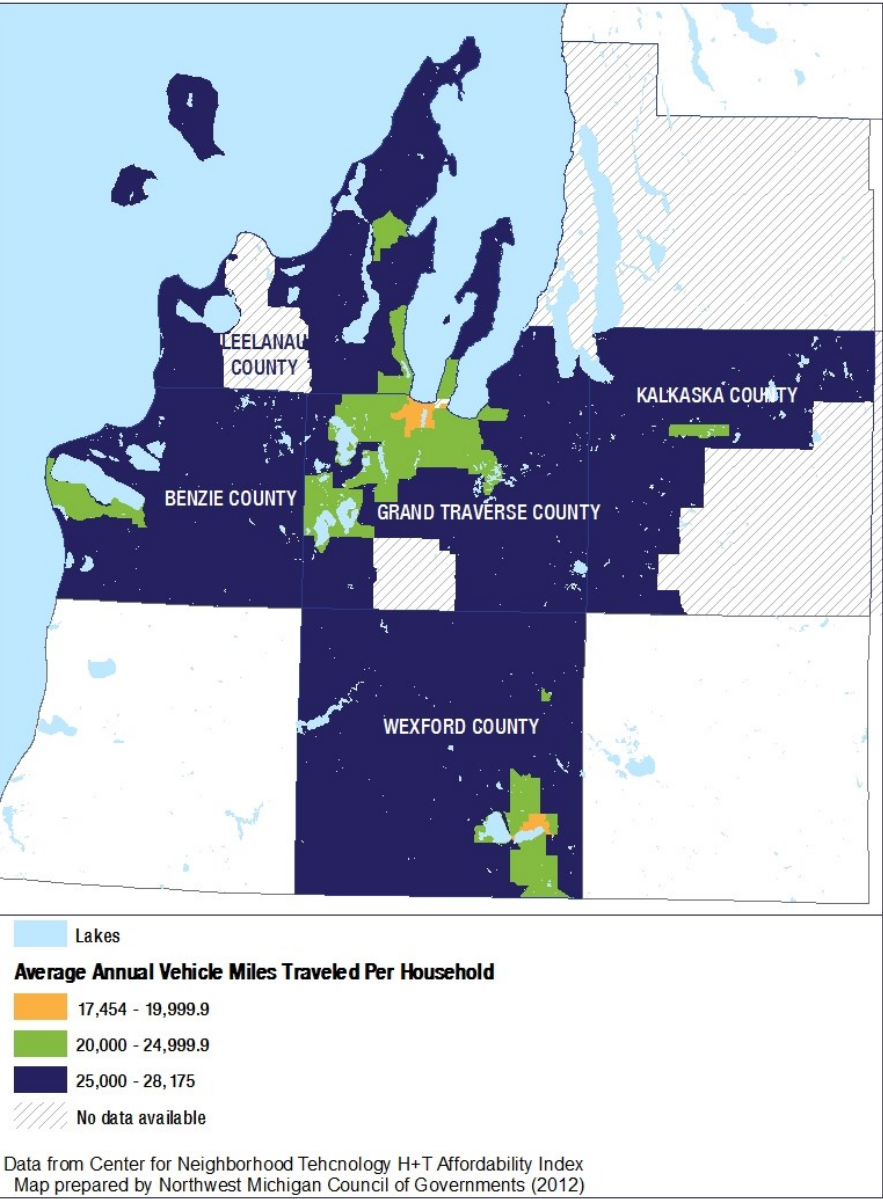 LEELANAU
COUNTY
KALKASKA COUNTY
BENZIE COUNTY
GRAND TRAVERSE COUNTY
WEXFORD COUNTY
Lakes
Average Annual Vehicle Miles Traveled Per Household
17,454 - 19,999.9
20,000 - 24,999.9
25,000 - 28,175
No data available
Data from Center for Neighborhood Tehcnology H+T Affordability Index
Map prepared by Northwest Michigan Council of Governments (2012)